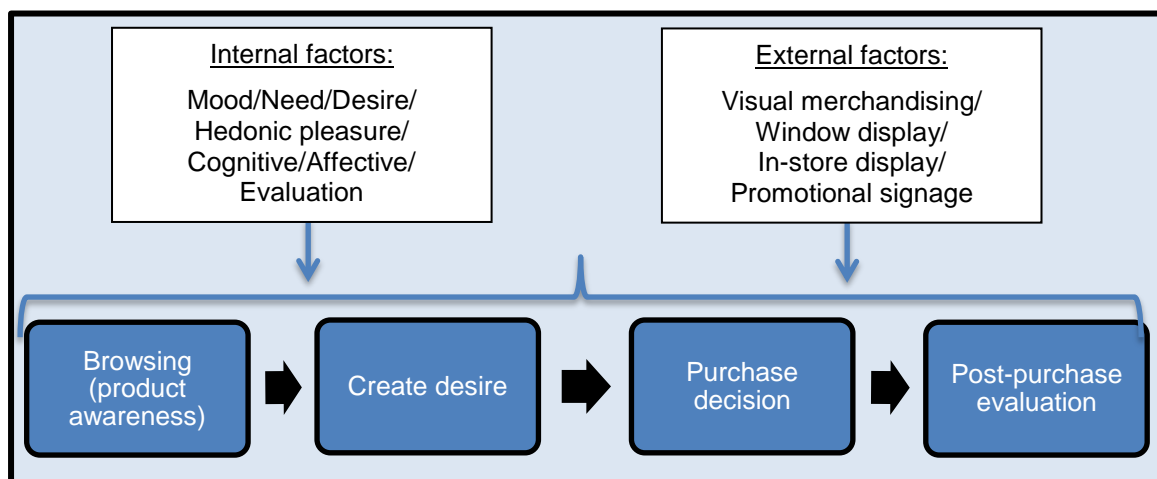 Internal factors:
Mood/Need/Desire/
Hedonic pleasure/
Cognitive/Affective/
Evaluation
External factors:
Visual merchandising/
Window display/
In-store display/
Promotional signage
Browsing
(product
awareness)
Create desire
Purchase
decision
Post-purchase
evaluation